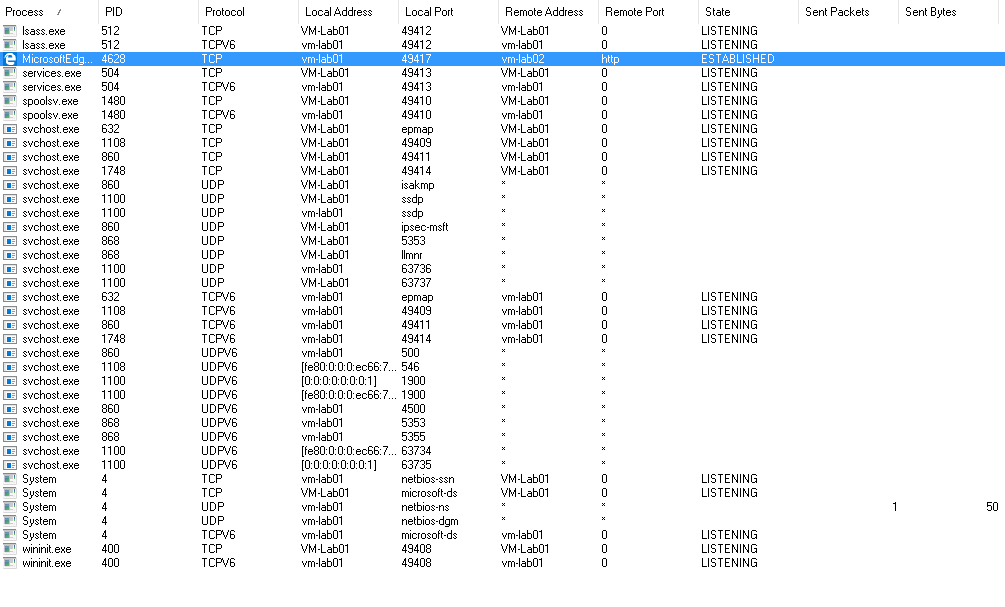 Process / PID Protocol Local Address Local Port Remote Address Remote Port State Sent Packets Sent Bytes
lsass.exe 512 TCP VM-Lab01 49412 VM-Lab01 0 LISTENING
lsass.exe 512 TCPV6 vm-lab01 49412 vm-lab01 0 LISTENING
MicrosoftEdg... 4628 TCP vm-lab01 49417 vm-lab02 http ESTABLISHED
services.exe 504 TCP VM-Lab01 49413 VM-Lab01 0 LISTENING
services.exe 504 TCPV6 vm-lab01 49413 vm-lab01 0 LISTENING
spoolsv.exe 1480 TCP VM-Lab01 49410 VM-Lab01 0 LISTENING
spoolsv.exe 1480 TCPV6 vm-lab01 49410 vm-lab01 0 LISTENING
svchost.exe 632 TCP VM-Lab01 epmap VM-Lab01 0 LISTENING
svchost.exe 1108 TCP VM-Lab01 49409 VM-Lab01 0 LISTENING
svchost.exe 860 TCP VM-Lab01 49411 VM-Lab01 0 LISTENING
svchost.exe 1748 TCP VM-Lab01 49414 VM-Lab01 0 LISTENING
svchost.exe 860 UDP VM-Lab01 isakmp * *
svchost.exe 1100 UDP VM-Lab01 ssdp * *
svchost.exe 1100 UDP vm-lab01 ssdp * *
svchost.exe 860 UDP VM-Lab01 ipsec-msft * *
svchost.exe 868 UDP VM-Lab01 5353 * *
svchost.exe 868 UDP VM-Lab01 llmnr * *
svchost.exe 1100 UDP vm-lab01 63736 * *
svchost.exe 1100 UDP VM-Lab01 63737 * *
svchost.exe 632 TCPV6 vm-lab01 epmap vm-lab01 0 LISTENING
svchost.exe 1108 TCPV6 vm-lab01 49409 vm-lab01 0 LISTENING
svchost.exe 860 TCPV6 vm-lab01 49411 vm-lab01 0 LISTENING
svchost.exe 1748 TCPV6 vm-lab01 49414 vm-lab01 0 LISTENING
svchost.exe 860 UDPV6 vm-lab01 500 * *
svchost.exe 1108 UDPV6 [fe80:0:0:0:ec66:7... 546 * *
svchost.exe 1100 UDPV6 [0:0:0:0:0:0:0:1] 1900 * *
svchost.exe 1100 UDPV6 [fe80:0:0:0:ec66:7... 1900 * *
svchost.exe 860 UDPV6 vm-lab01 4500 * *
svchost.exe 868 UDPV6 vm-lab01 5353 * *
svchost.exe 868 UDPV6 vm-lab01 5355 * *
svchost.exe 1100 UDPV6 [fe80:0:0:0:ec66:7... 63734 * *
svchost.exe 1100 UDPV6 [0:0:0:0:0:0:0:1] 63735 * *
System 4 TCP vm-lab01 netbios-ssn VM-Lab01 0 LISTENING
System 4 TCP VM-Lab01 microsoft-ds VM-Lab01 0 LISTENING
System 4 UDP vm-lab01 netbios-ns * * 1 50
System 4 UDP vm-lab01 netbios-dgm * *
System 4 TCPV6 vm-lab01 microsoft-ds vm-lab01 0 LISTENING
wininit.exe 400 TCP VM-Lab01 49408 VM-Lab01 0 LISTENING
wininit.exe 400 TCPV6 vm-lab01 49408 vm-lab01 0 LISTENING